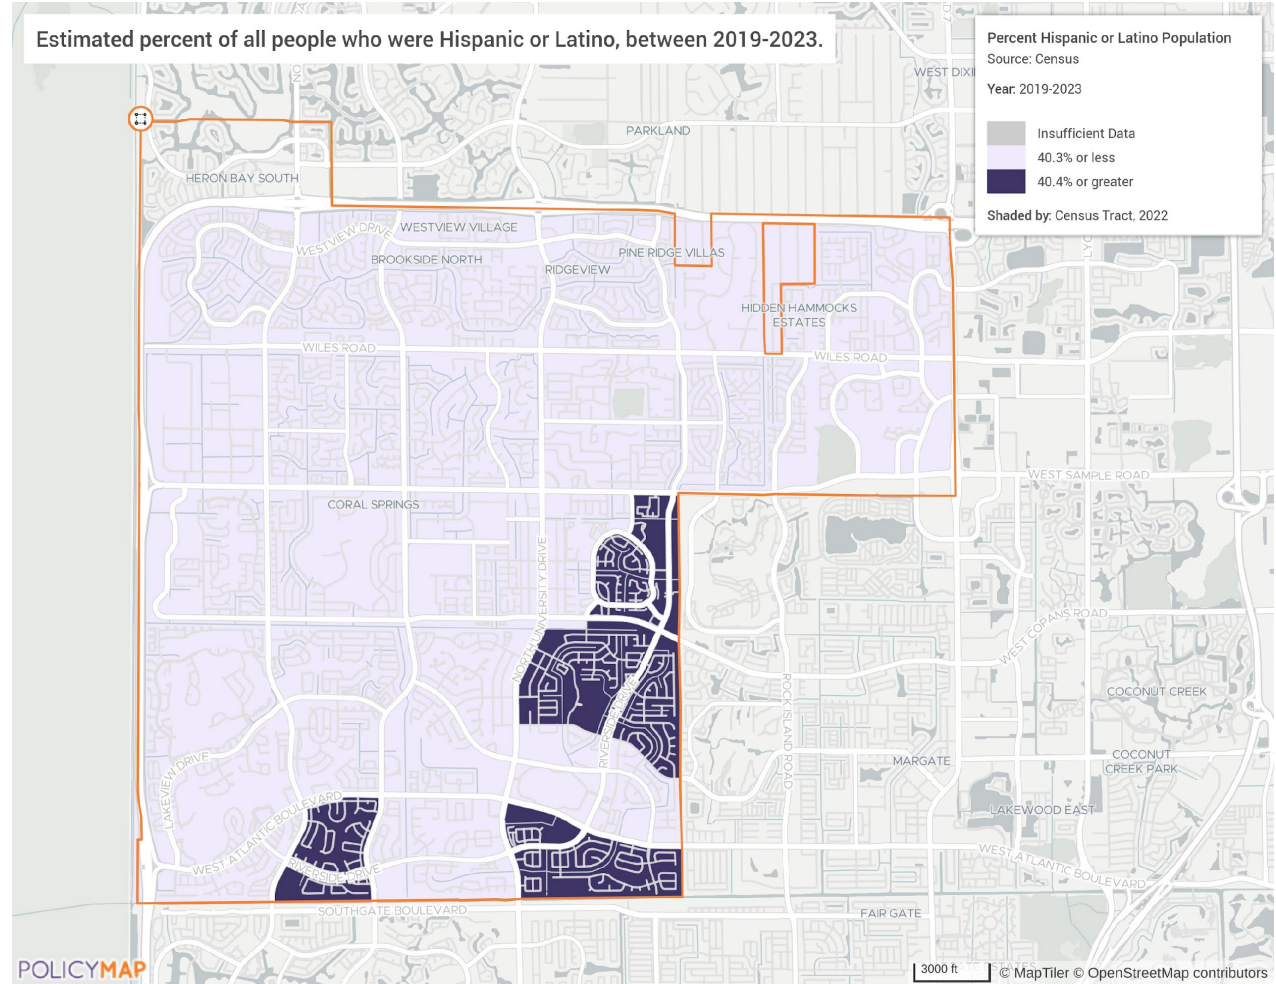 Estimated percent of all people who were Hispanic or Latino, between 2019-2023.
Percent Hispanic or Latino Population
Source: Census
Year: 2019-2023
Insufficient Data
40.3% or less
40.4% or greater
Shaded by: Census Tract, 2022
WEST DIXI
PARKLAND
HERON BAY SOUTH
WESTVIEW DRIVE
WESTVIEW VILLAGE
BROOKSIDE NORTH
RIDGEVIEW
PINE RIDGE VILLAS
HIDDEN HAMMOCKS
ESTATES
WILES ROAD
WILES ROAD
WEST SAMPLE ROAD
CORAL SPRINGS
NORTH UNIVERSITY DRIVE
WEST COPANS ROAD
RIVERSIDE DRIVE
ROCK ISLAND ROAD
COCONUT CREEK
LAKEVIEW DRIVE
MARGATE
COCONUT
CREEK PARK
WEST ATLANTIC BOULEVARD
LAKEWOOD EAST
RIVERSIDE DRIVE
WEST ATLANTIC BOULEVARD
SOUTHGATE BOULEVARD
FAIR GATE
POLICYMAP
3000 ft
© MapTiler © OpenStreetMap contributors